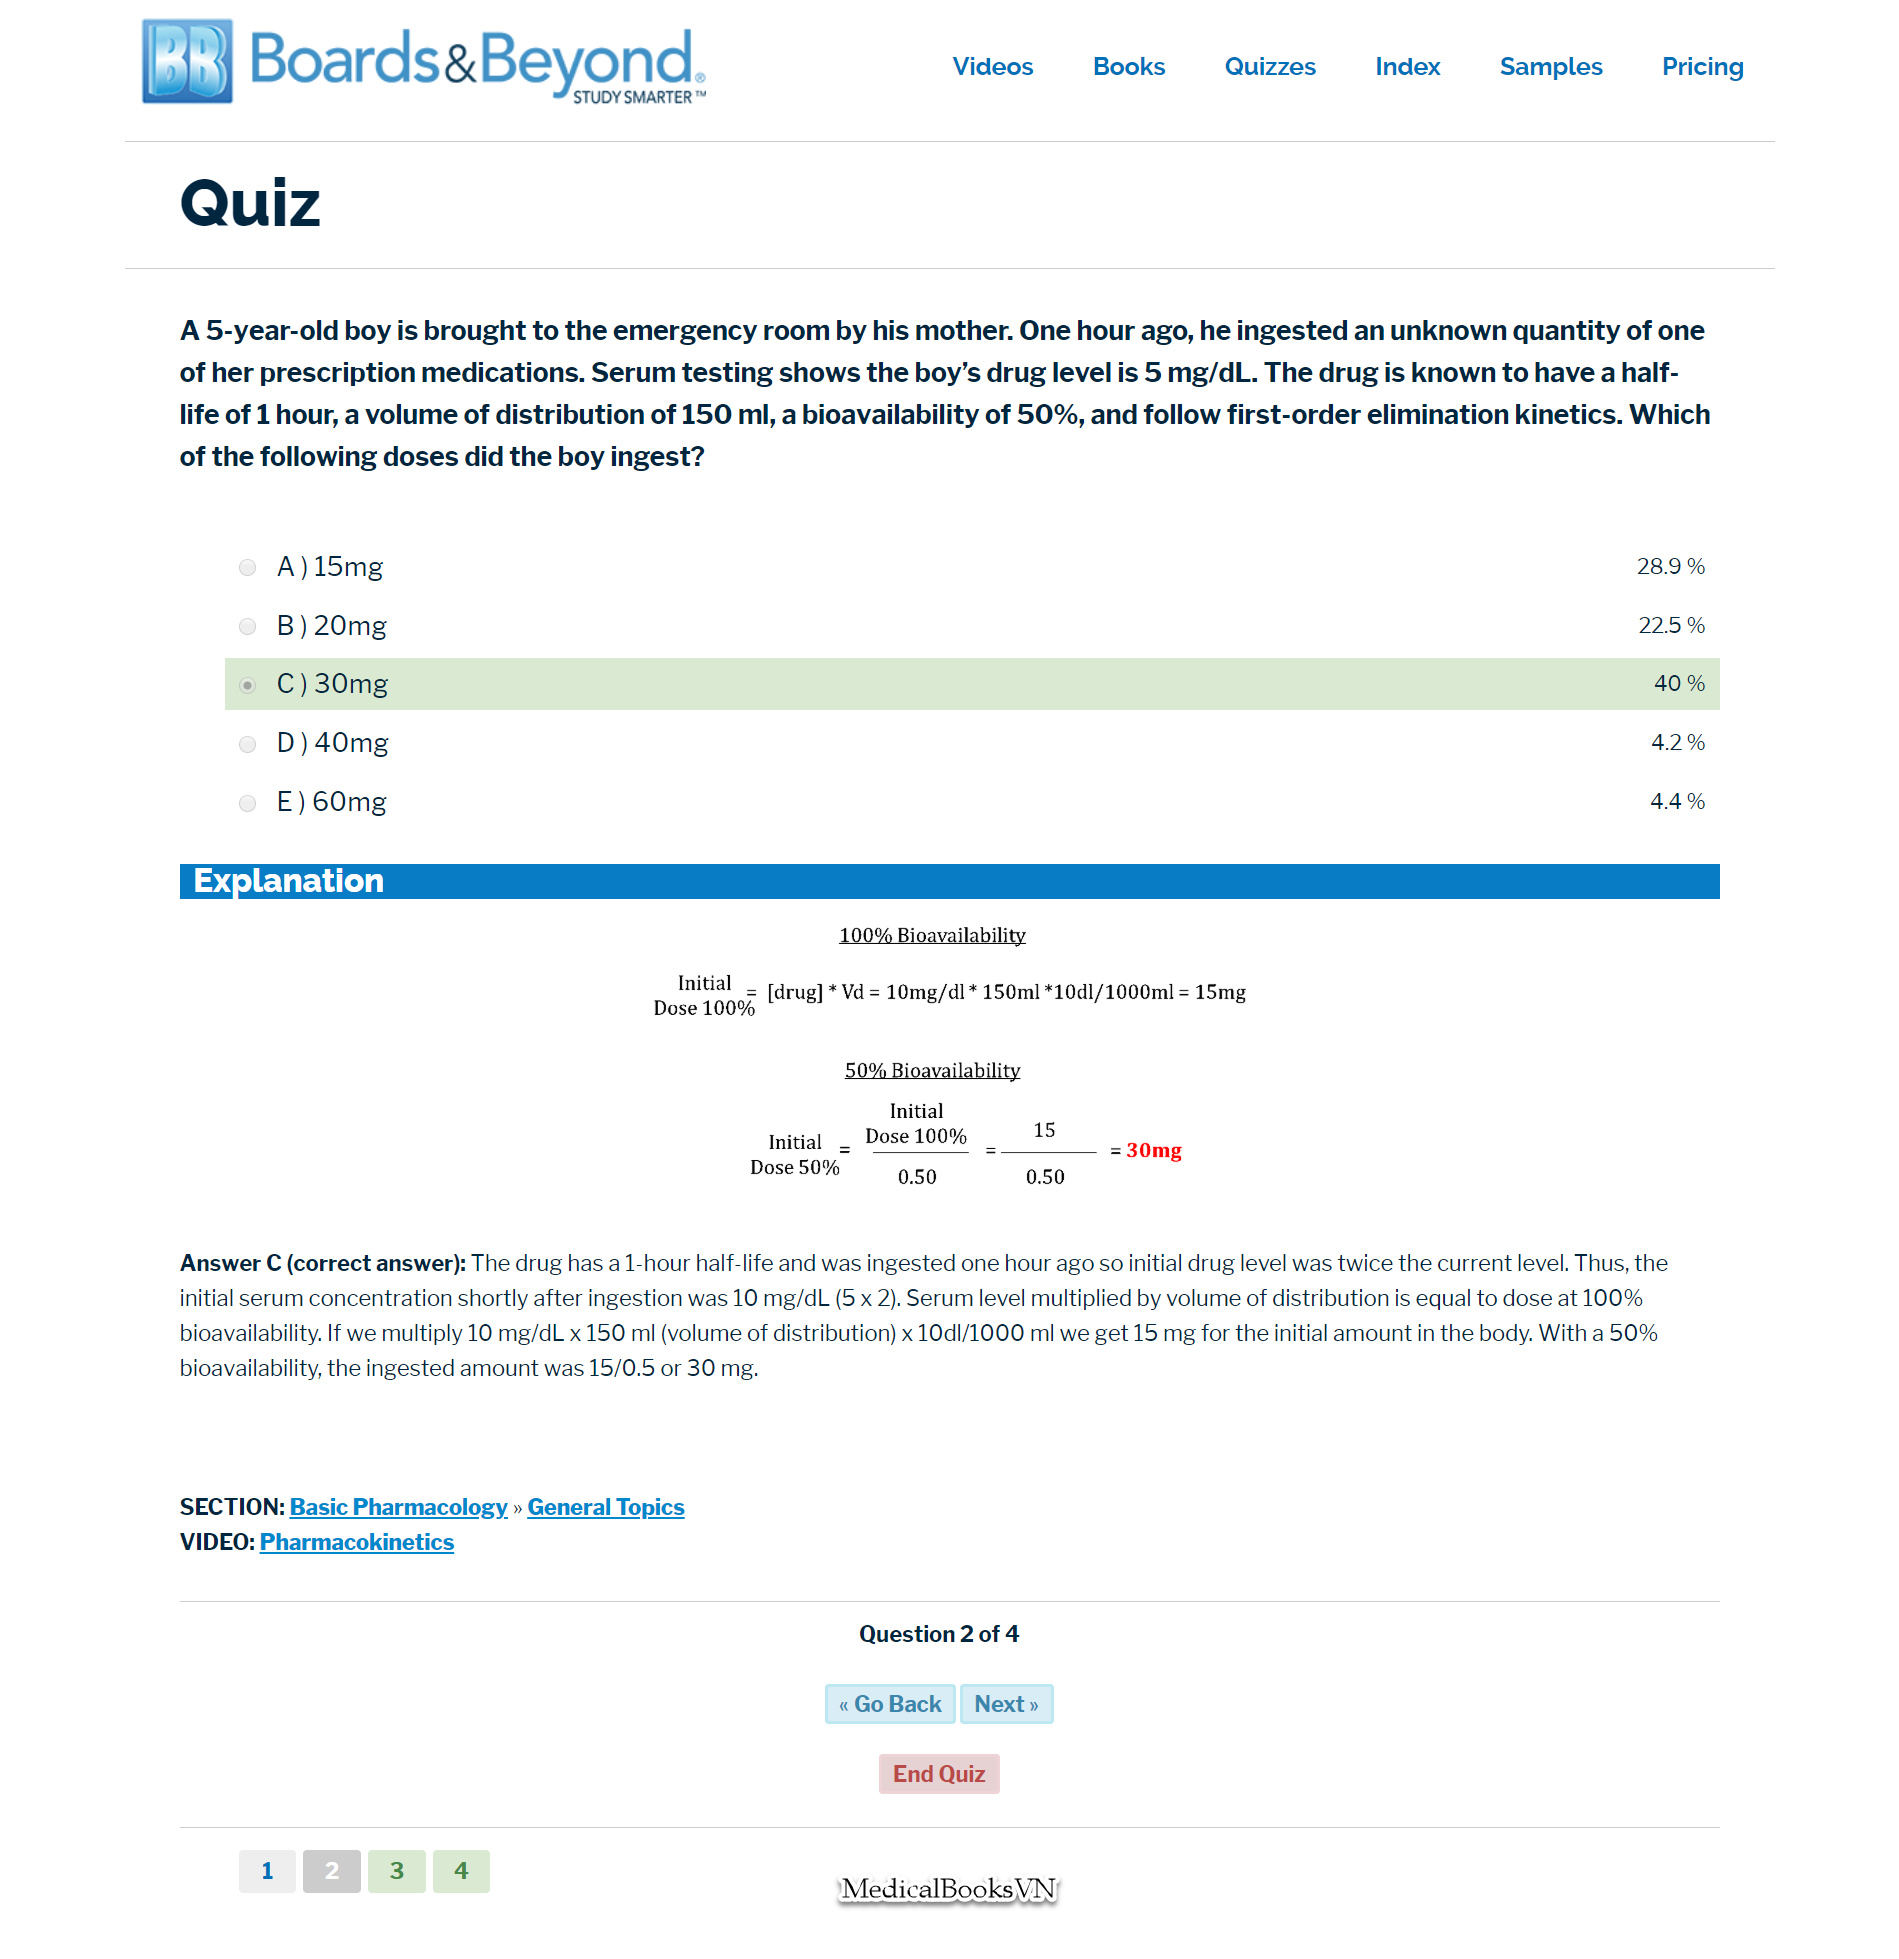 BB Boards&Beyond®
STUDY SMARTER™
Videos Books Quizzes Index Samples Pricing
Quiz
A 5-year-old boy is brought to the emergency room by his mother. One hour ago, he ingested an unknown quantity of one
of her prescription medications. Serum testing shows the boy’s drug level is 5 mg/dL. The drug is known to have a half-
life of 1 hour, a volume of distribution of 150 ml, a bioavailability of 50%, and follow first-order elimination kinetics. Which
of the following doses did the boy ingest?
A ) 15mg 28.9 %
B ) 20mg 22.5 %
C ) 30mg 40 %
D ) 40mg 4.2 %
E ) 60mg 4.4 %
Explanation
100% Bioavailability
Initial
Dose 100% = [drug] * Vd = 10mg/dl * 150ml *10dl/1000ml = 15mg
50% Bioavailability
Initial
Dose 50% =
Initial
Dose 100%
0.50
=
15
0.50
= 30mg
Answer C (correct answer): The drug has a 1-hour half-life and was ingested one hour ago so initial drug level was twice the current level. Thus, the
initial serum concentration shortly after ingestion was 10 mg/dL (5 x 2). Serum level multiplied by volume of distribution is equal to dose at 100%
bioavailability. If we multiply 10 mg/dL x 150 ml (volume of distribution) x 10dl/1000 ml we get 15 mg for the initial amount in the body. With a 50%
bioavailability, the ingested amount was 15/0.5 or 30 mg.
SECTION: Basic Pharmacology » General Topics
VIDEO: Pharmacokinetics
Question 2 of 4
« Go Back Next »
End Quiz
1 2 3 4
MedicalBooksVN